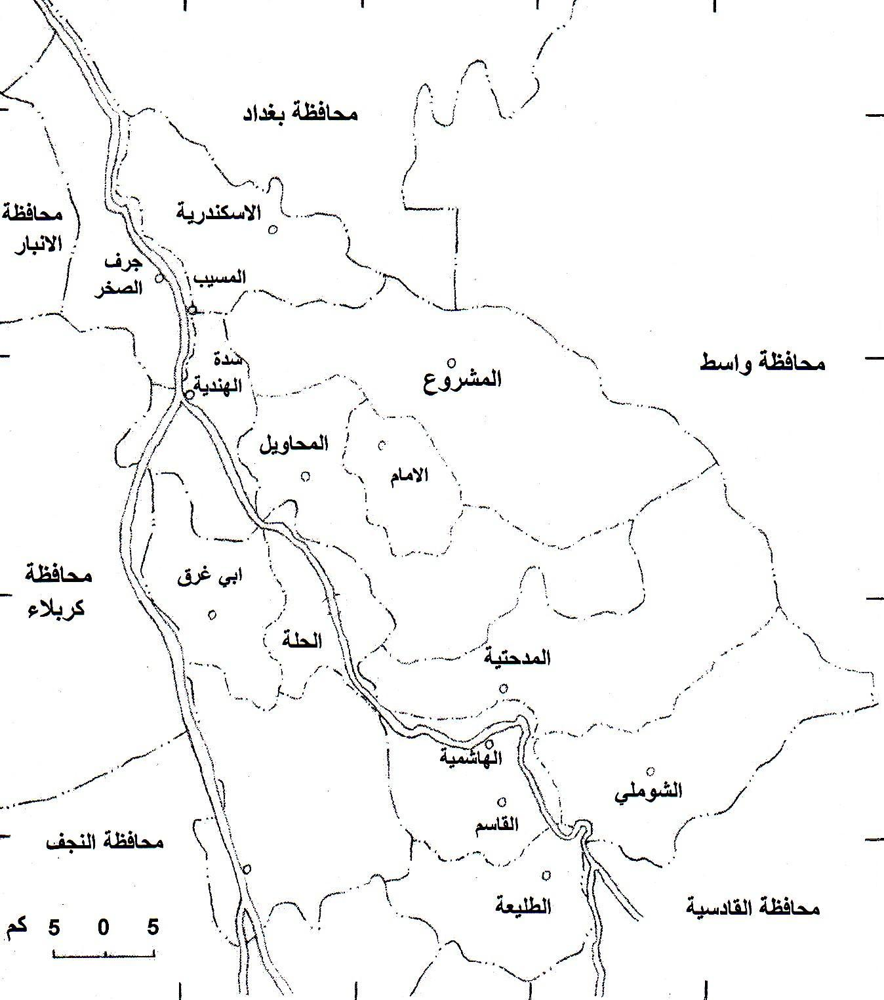 محافظة بغداد
الاسكندرية
محافظة
الانبار
جرف
الصخر
المسيب
سدة
الهندية
محافظة واسط
المشروع
المحاويل
الامام
محافظة
كربلاء
ابي غرق
الحلة
المدحتية
الهاشمية
الشوملي
القاسم
محافظة النجف
الطليعة
محافظة القادسية
كم 5 0 5